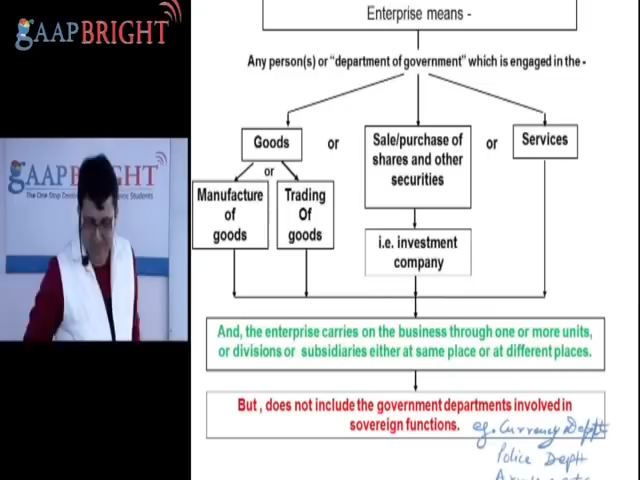 gAAPBRIGHT
Enterprise means -
Any person(s) or "department of government" which is engaged in the -
Goods
or
Sale/purchase of
shares and other
securities
or
Services
or
Manufacture
of
goods
Trading
Of
goods
i.e. investment
company
And, the enterprise carries on the business through one or more units,
or divisions or subsidiaries either at same place or at different places.
But , does not include the government departments involved in
sovereign functions.
eg. Currency Deptt
Police Deptt
gAAPBRIGHT
The One Stop Destin
Students